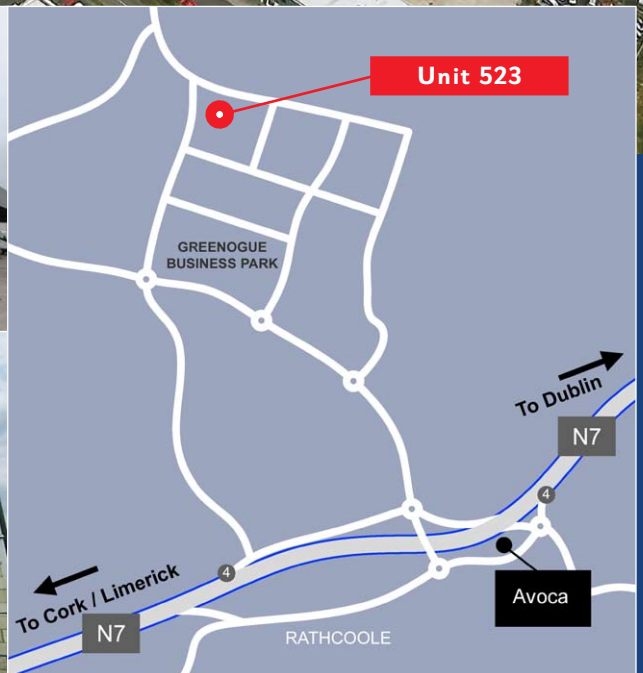 Unit 523
GREENOGUE
BUSINESS PARK
To Dublin
N7
4
4
To Cork / Limerick
N7
Avoca
RATHCOOLE